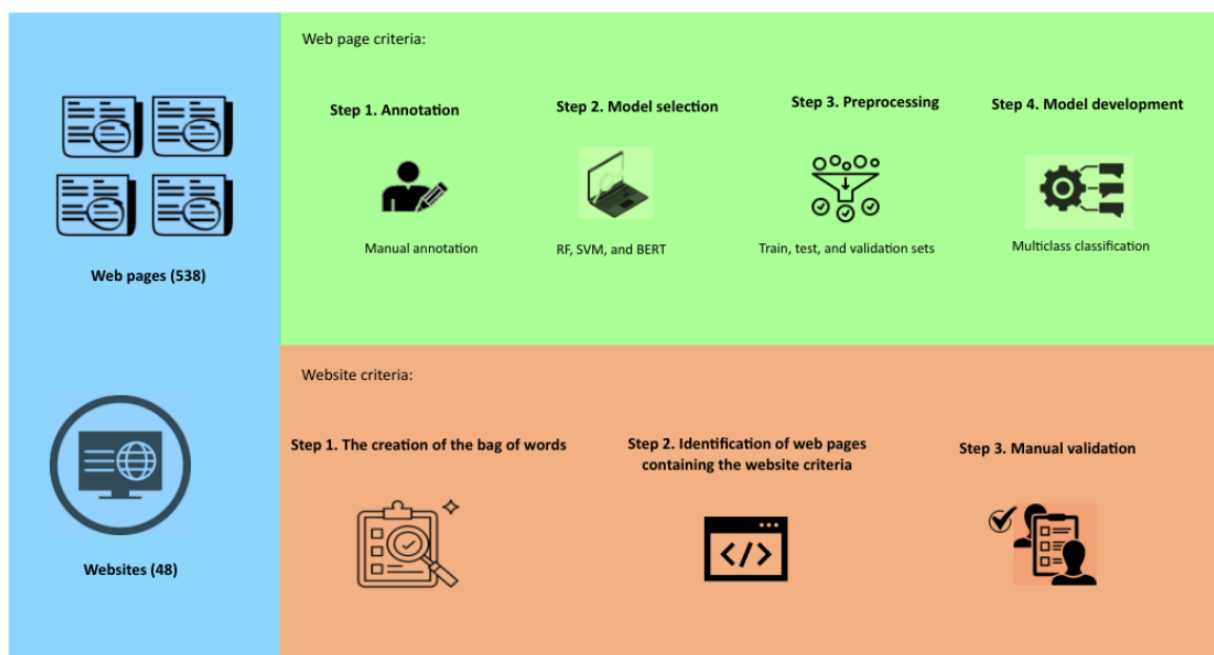 Web page criteria:
Step 1. Annotation
Step 2. Model selection
Step 3. Preprocessing
Step 4. Model development
Manual annotation
RF, SVM, and BERT
Train, test, and validation sets
Multiclass classification
Web pages (538)
Website criteria:
Step 1. The creation of the bag of words
Step 2. Identification of web pages
containing the website criteria
Step 3. Manual validation
Websites (48)